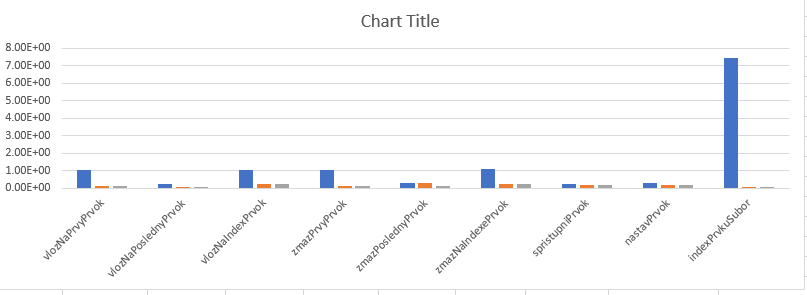 Chart Title
8.00E+00
7.00E+00
6.00E+00
5.00E+00
4.00E+00
3.00E+00
2.00E+00
1.00E+00
0.00E+00
vlozNaPrvyPrvok
vlozNaPoslednyPrvok
vlozNaIndexPrvok
zmazPrvyPrvok
zmazPoslednyPrvok
zmazNaIndexePrvok
spristupniPrvok
nastavPrvok
indexPrvkuSubor